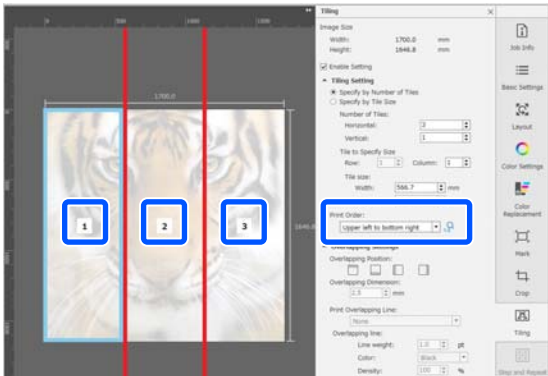 Tiling
Image Size
Width: 1700.0 mm
Height: 1646.8 mm
Enable Setting
Tiling Setting
Specify by Number of Tiles
Specify by Tile Size
Number of Tiles:
Horizontal: 3
Vertical: 1
Tile to Specify Size
Row: 1 Column: 1
Tile size:
Width: 566.7 mm
Print Order:
Upper left to bottom right
Overlapping Settings
Overlapping Position:
Overlapping Dimension:
2.5 mm
Print Overlapping Line:
None
Overlapping line:
Line weight: 1.0 pt
Color: Black
Density: 100 %
Job Info
Basic Settings
Layout
Color Settings
Color
Replacement
Mark
Crop
Tiling
Step and Repeat
0 500 1000 1500
1700.0
1 2 3